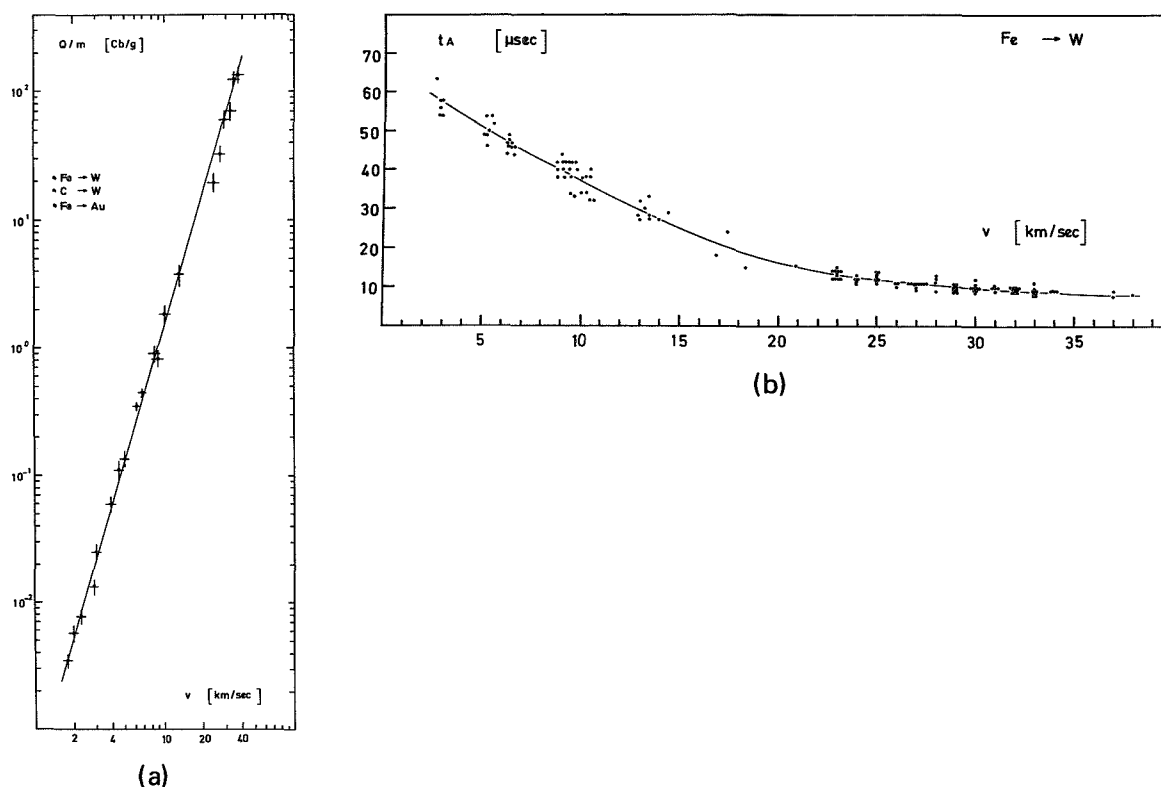 Q/m [Cb/g]
10²
Fe → W
C → W
Fe → Au
10¹
10⁰
10⁻¹
10⁻²
v [km/sec]
2 4 10 20 40
(a)
tA [μsec]
Fe → W
70
60
50
40
30
20
10
v [km/sec]
5 10 15 20 25 30 35
(b)